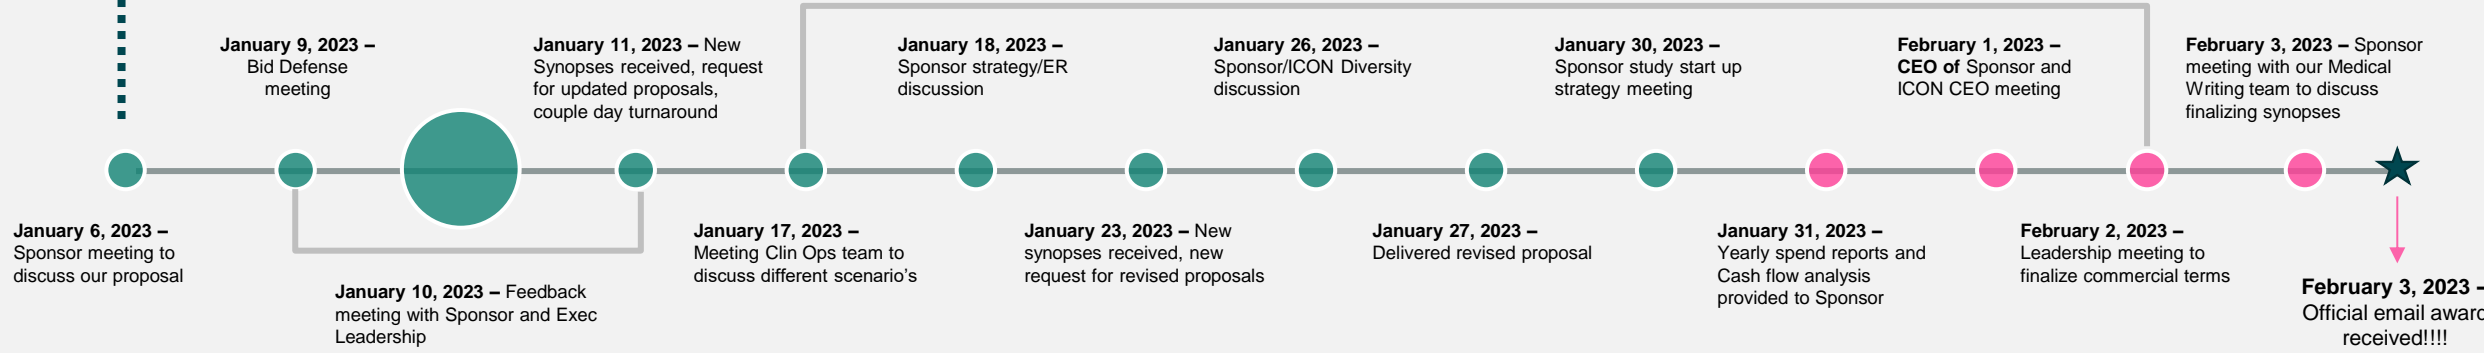 January 6, 2023 –
Sponsor meeting to
discuss our proposal
January 9, 2023 –
Bid Defense
meeting
January 10, 2023 – Feedback
meeting with Sponsor and Exec
Leadership
January 11, 2023 – New
Synopses received, request
for updated proposals,
couple day turnaround
January 17, 2023 –
Meeting Clin Ops team to
discuss different scenario’s
January 18, 2023 –
Sponsor strategy/ER
discussion
January 23, 2023 – New
synopses received, new
request for revised proposals
January 26, 2023 –
Sponsor/ICON Diversity
discussion
January 27, 2023 –
Delivered revised proposal
January 30, 2023 –
Sponsor study start up
strategy meeting
January 31, 2023 –
Yearly spend reports and
Cash flow analysis
provided to Sponsor
February 1, 2023 –
CEO of Sponsor and
ICON CEO meeting
February 2, 2023 –
Leadership meeting to
finalize commercial terms
February 3, 2023 – Sponsor
meeting with our Medical
Writing team to discuss
finalizing synopses
February 3, 2023 –
Official email award
received!!!!